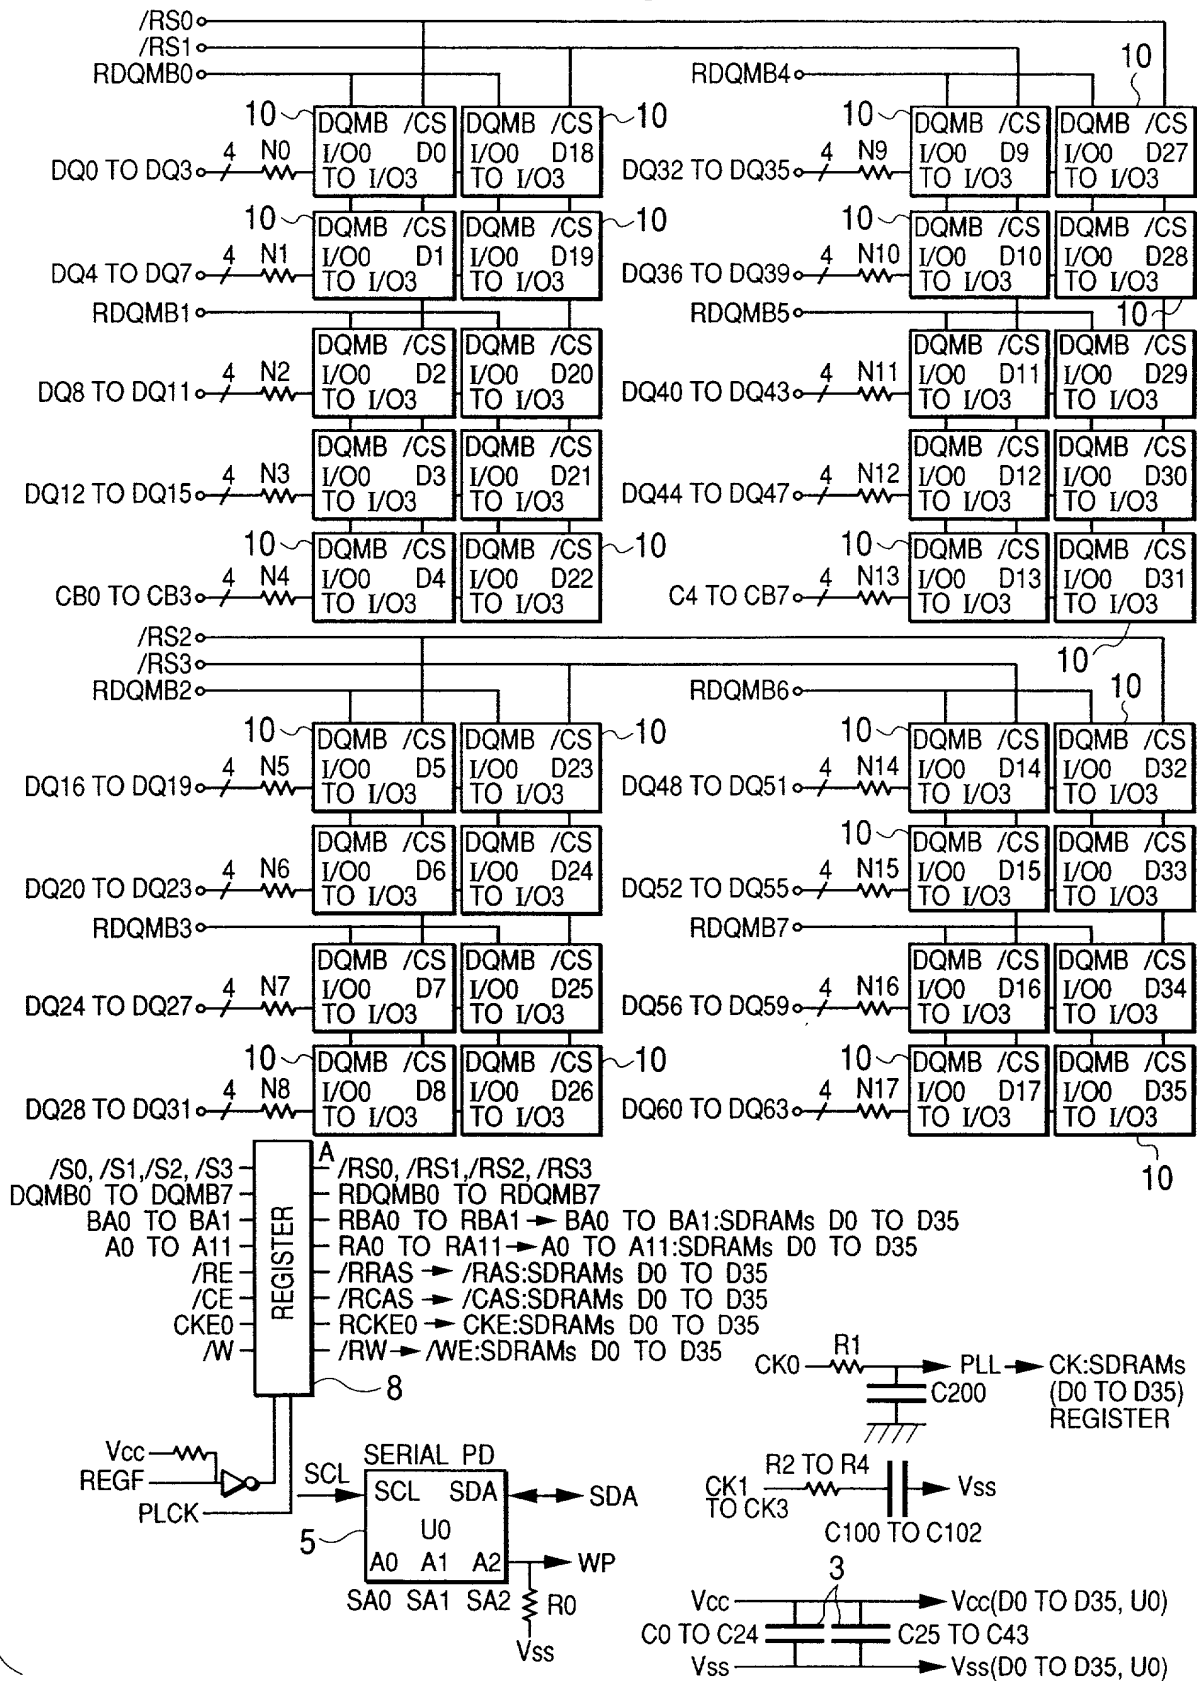 /RS0
/RS1
RDQMB0 RDQMB4 10
10 DQMB /CS DQMB /CS 10 10 DQMB /CS DQMB /CS
4 N0 I/O0 D0 I/O0 D18 4 N9 I/O0 D9 I/O0 D27
DQ0 TO DQ3 TO I/O3 TO I/O3 DQ32 TO DQ35 TO I/O3 TO I/O3
10 DQMB /CS DQMB /CS 10 10 DQMB /CS DQMB /CS
4 N1 I/O0 D1 I/O0 D19 4 N10 I/O0 D10 I/O0 D28
DQ4 TO DQ7 TO I/O3 TO I/O3 DQ36 TO DQ39 TO I/O3 TO I/O3
RDQMB1 RDQMB5 10
DQMB /CS DQMB /CS DQMB /CS DQMB /CS
4 N2 I/O0 D2 I/O0 D20 4 N11 I/O0 D11 I/O0 D29
DQ8 TO DQ11 TO I/O3 TO I/O3 DQ40 TO DQ43 TO I/O3 TO I/O3
DQMB /CS DQMB /CS DQMB /CS DQMB /CS
4 N3 I/O0 D3 I/O0 D21 4 N12 I/O0 D12 I/O0 D30
DQ12 TO DQ15 TO I/O3 TO I/O3 DQ44 TO DQ47 TO I/O3 TO I/O3
10 DQMB /CS DQMB /CS 10 10 DQMB /CS DQMB /CS
4 N4 I/O0 D4 I/O0 D22 4 N13 I/O0 D13 I/O0 D31
CB0 TO CB3 TO I/O3 TO I/O3 C4 TO CB7 TO I/O3 TO I/O3
/RS2
/RS3 10
RDQMB2 RDQMB6 10
10 DQMB /CS DQMB /CS 10 10 DQMB /CS DQMB /CS
4 N5 I/O0 D5 I/O0 D23 4 N14 I/O0 D14 I/O0 D32
DQ16 TO DQ19 TO I/O3 TO I/O3 DQ48 TO DQ51 TO I/O3 TO I/O3
DQMB /CS DQMB /CS 10 DQMB /CS DQMB /CS
4 N6 I/O0 D6 I/O0 D24 4 N15 I/O0 D15 I/O0 D33
DQ20 TO DQ23 TO I/O3 TO I/O3 DQ52 TO DQ55 TO I/O3 TO I/O3
RDQMB3 RDQMB7
DQMB /CS DQMB /CS DQMB /CS DQMB /CS
4 N7 I/O0 D7 I/O0 D25 4 N16 I/O0 D16 I/O0 D34
DQ24 TO DQ27 TO I/O3 TO I/O3 DQ56 TO DQ59 TO I/O3 TO I/O3
10 DQMB /CS DQMB /CS 10 10 DQMB /CS DQMB /CS
4 N8 I/O0 D8 I/O0 D26 4 N17 I/O0 D17 I/O0 D35
DQ28 TO DQ31 TO I/O3 TO I/O3 DQ60 TO DQ63 TO I/O3 TO I/O3
10
A
/S0, /S1,/S2, /S3 /RS0, /RS1,/RS2, /RS3
DQMB0 TO DQMB7 RDQMB0 TO RDQMB7
BA0 TO BA1 RBA0 TO RBA1 → BA0 TO BA1:SDRAMs D0 TO D35
A0 TO A11 RA0 TO RA11 → A0 TO A11:SDRAMs D0 TO D35
/RE /RRAS → /RAS:SDRAMs D0 TO D35
/CE /RCAS → /CAS:SDRAMs D0 TO D35
CKE0 RCKE0 → CKE:SDRAMs D0 TO D35
/W /RW → /WE:SDRAMs D0 TO D35
REGISTER
8
Vcc
REGF
PLCK
SERIAL PD
SCL SCL SDA SDA
5 U0
A0 A1 A2 WP
SA0 SA1 SA2 R0
Vss
R1
CK0 PLL CK:SDRAMs
C200 (D0 TO D35)
REGISTER
R2 TO R4
CK1 Vss
TO CK3
C100 TO C102
3
Vcc Vcc(D0 TO D35, U0)
C0 TO C24 C25 TO C43
Vss Vss(D0 TO D35, U0)